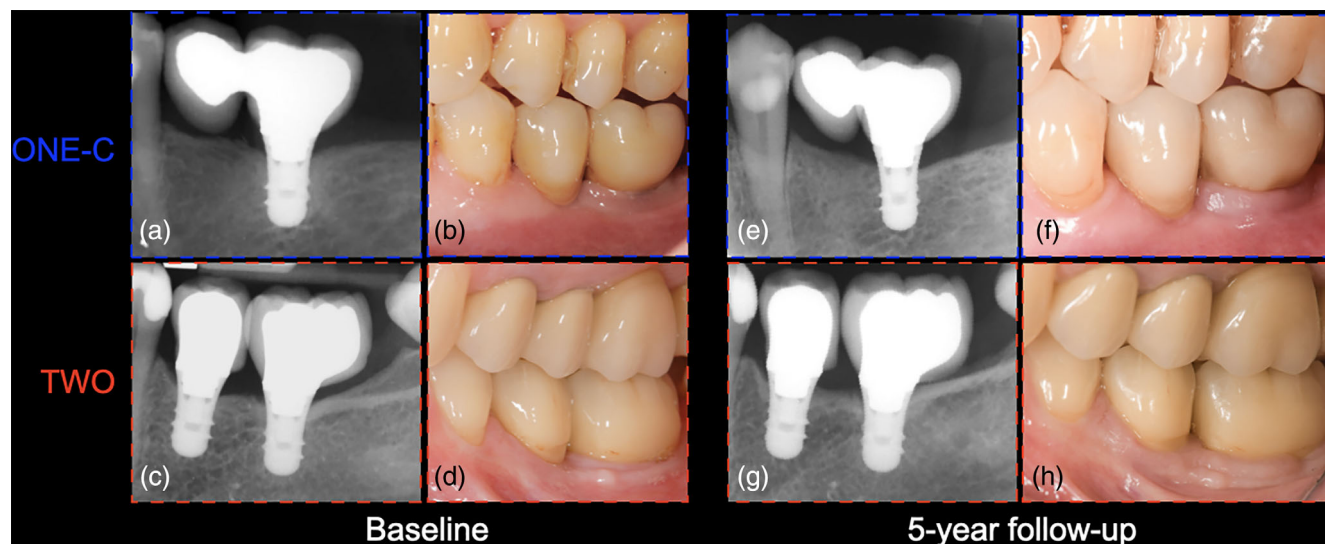 ONE-C
(a)
(b)
(e)
(f)
TWO
(c)
(d)
(g)
(h)
Baseline
5-year follow-up